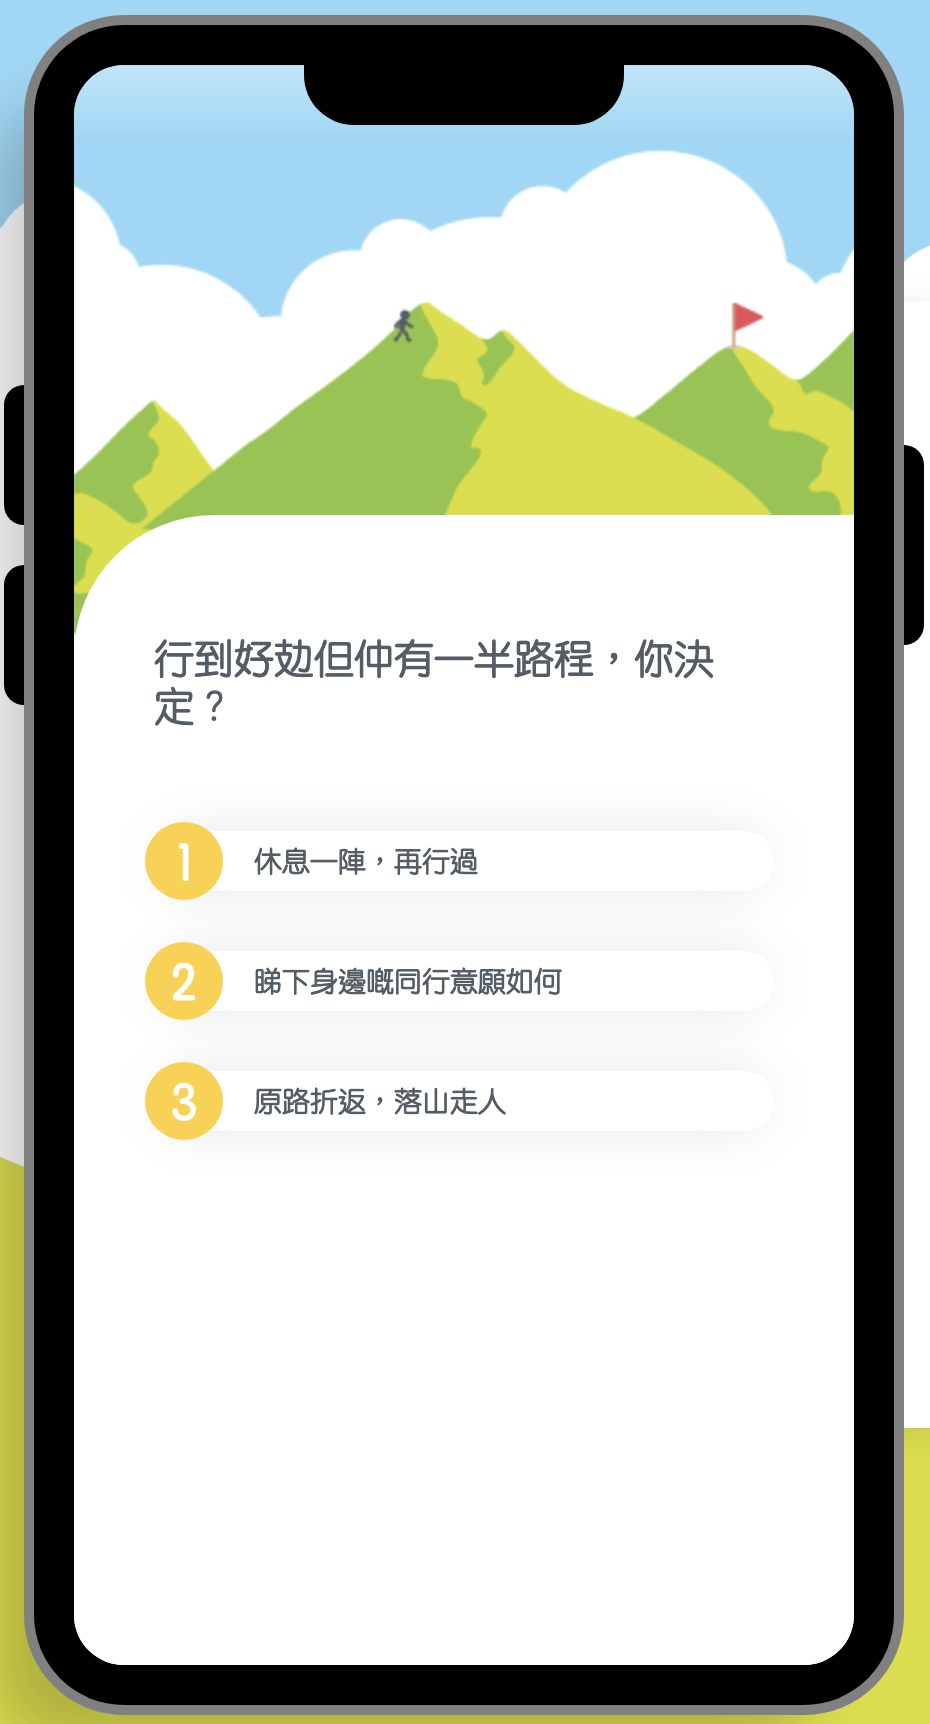 行到好攰但仲有一半路程，你決
定？
1 休息一陣，再行過
2 睇下身邊嘅同行意願如何
3 原路折返，落山走人